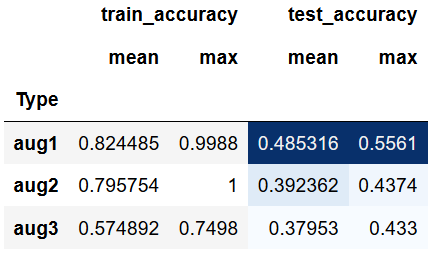 train_accuracy test_accuracy
mean max mean max
Type
aug1 0.824485 0.9988 0.485316 0.5561
aug2 0.795754 1 0.392362 0.4374
aug3 0.574892 0.7498 0.37953 0.433